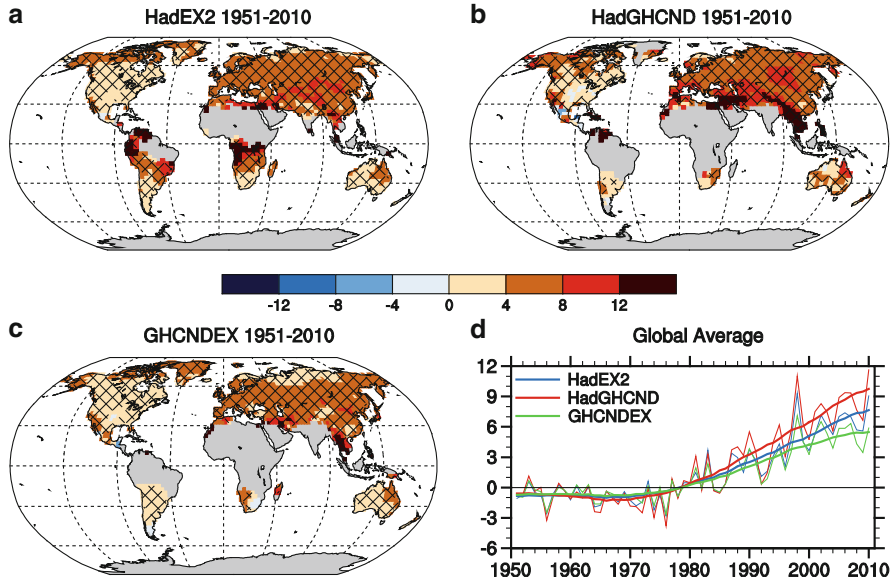 a
HadEX2 1951-2010
b
HadGHCND 1951-2010
-12 -8 -4 0 4 8 12
c
GHCNDEX 1951-2010
d
Global Average
HadEX2
HadGHCND
GHCNDEX
12
9
6
3
0
-3
-6
1950 1960 1970 1980 1990 2000 2010